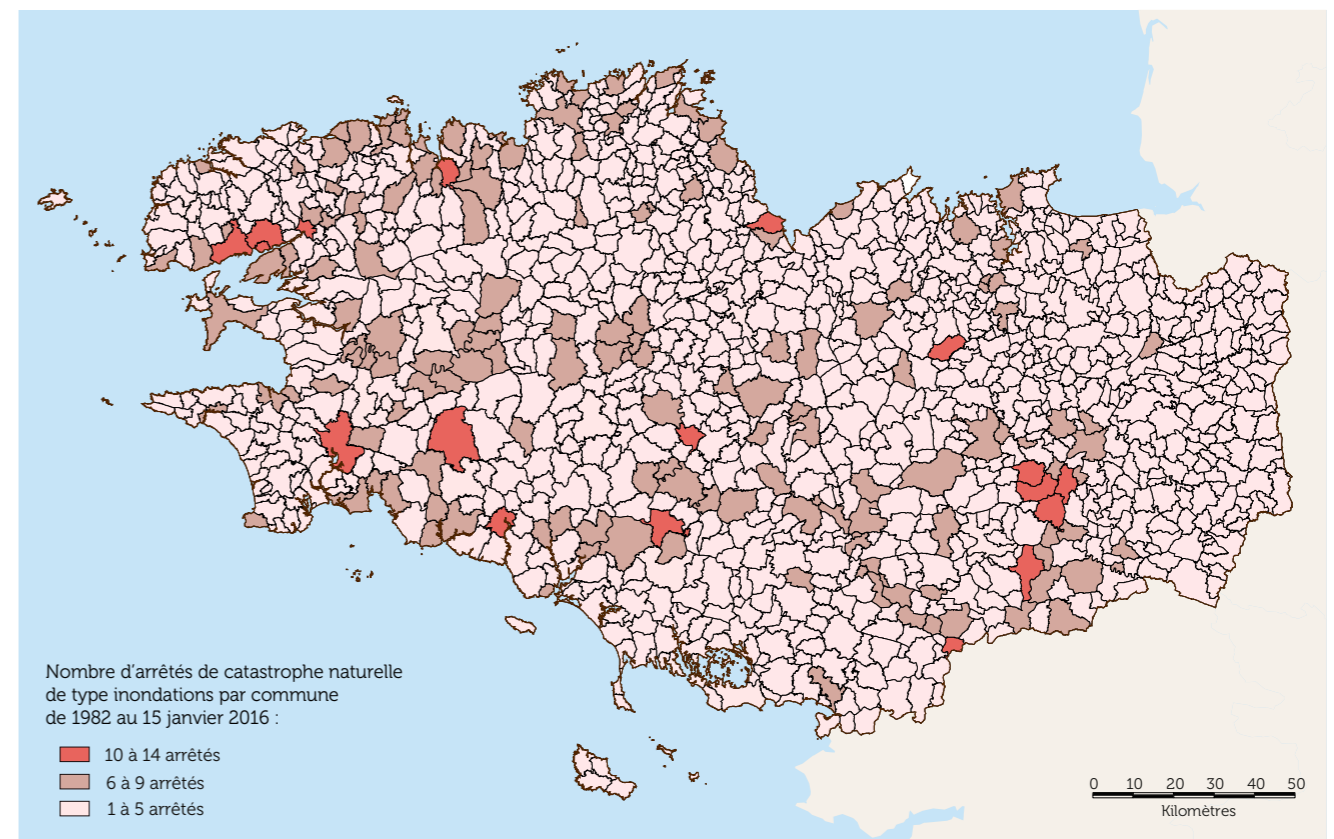 Nombre d'arrêtés de catastrophe naturelle
de type inondations par commune
de 1982 au 15 janvier 2016 :
10 à 14 arrêtés
6 à 9 arrêtés
1 à 5 arrêtés
0 10 20 30 40 50
Kilomètres